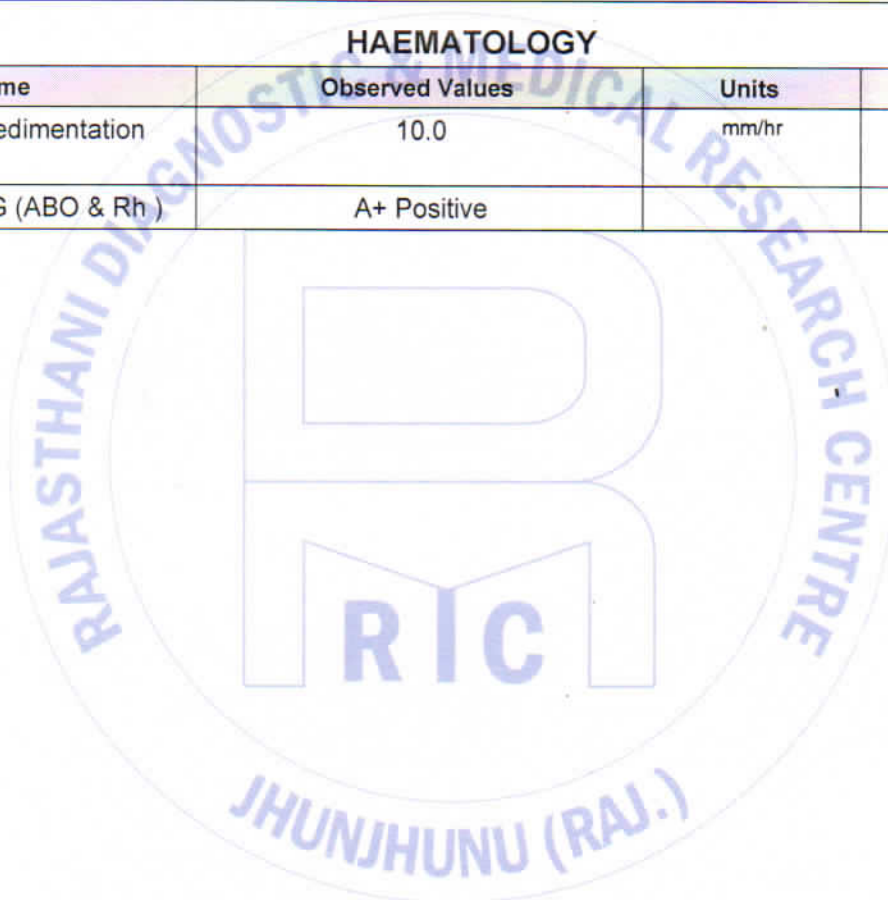 HAEMATOLOGY
me Observed Values Units
edimentation 10.0 mm/hr
G (ABO & Rh ) A+ Positive
RAJASTHANI DIAGNOSTIC & MEDICAL RESEARCH CENTRE
RIC
JHUNJHUNU (RAJ.)